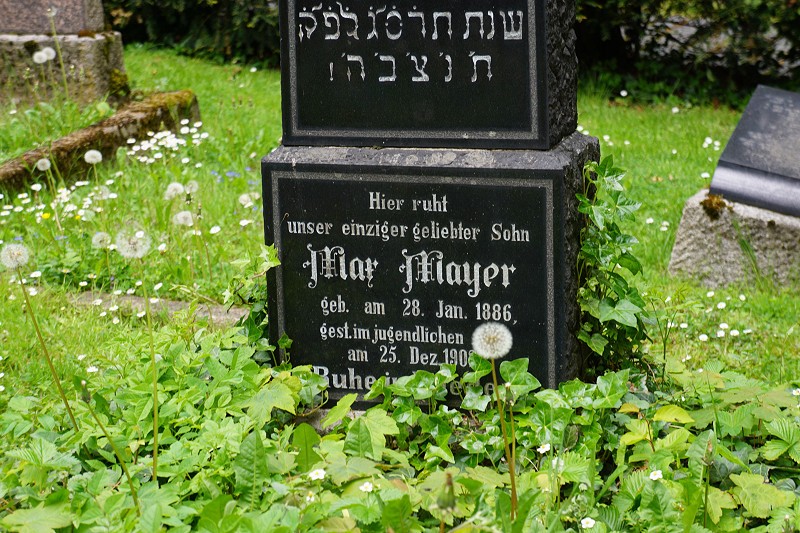 שנת תרס״ג לפ״ק
ת׳ נ׳ צ׳ ב׳ ה׳!
Hier ruht
unser einziger geliebter Sohn
Max Mayer
geb. am 28. Jan. 1886,
gest. im jugendlichen
am 25. Dez.
Ruhe